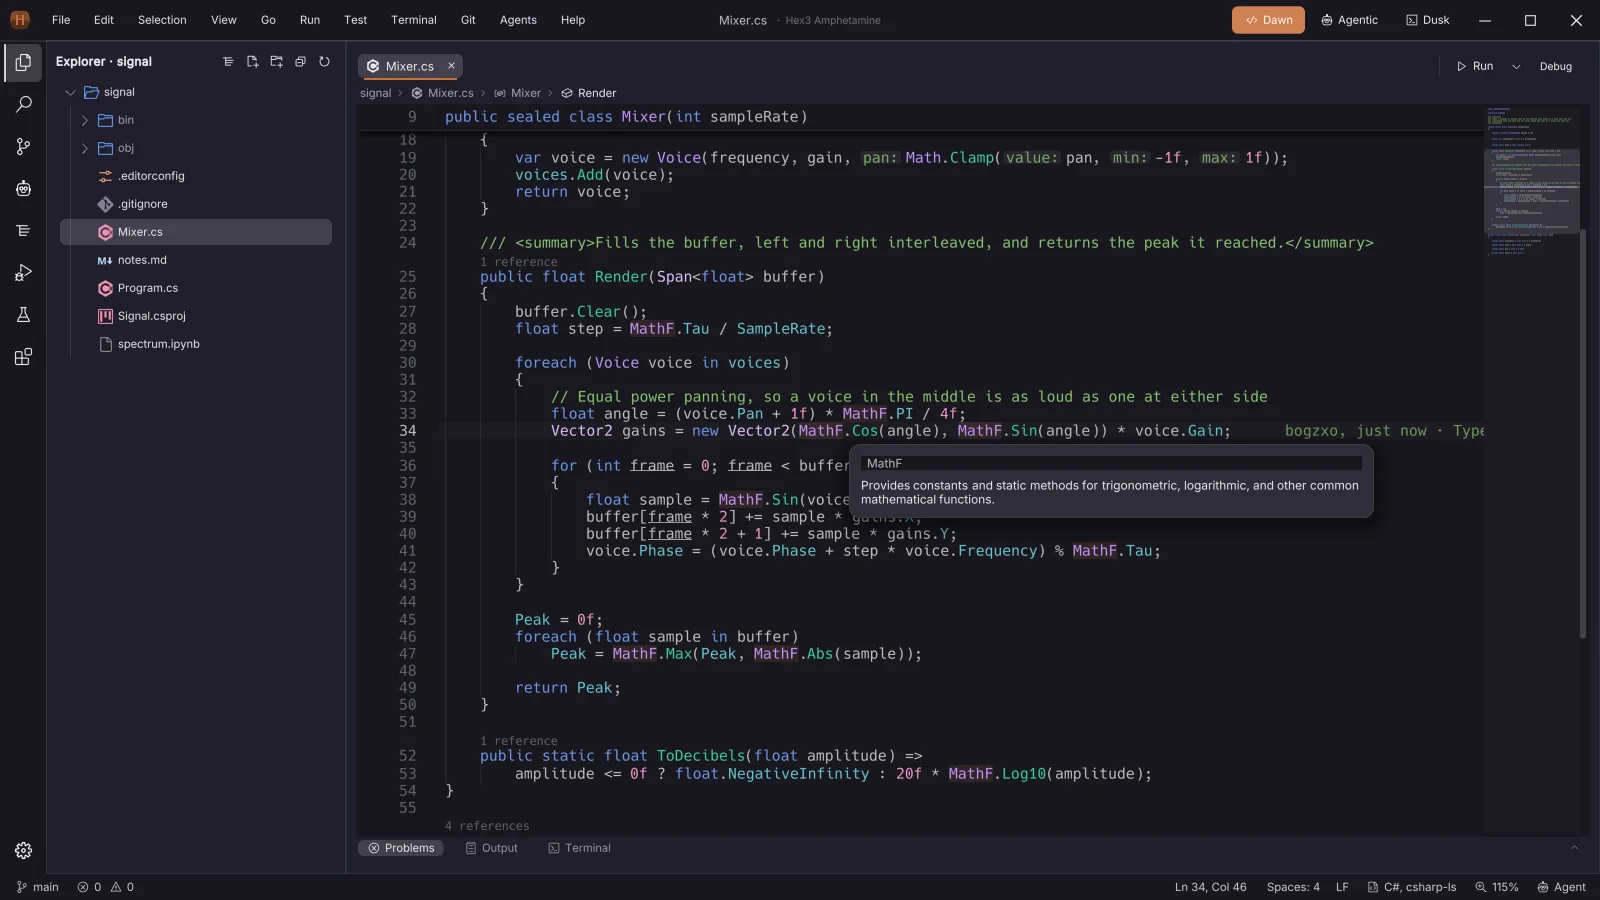 H File Edit Selection View Go Run Test Terminal Git Agents Help Mixer.cs · Hex3 Amphetamine Dawn Agentic Dusk
Explorer · signal
signal
bin
obj
.editorconfig
.gitignore
Mixer.cs
notes.md
Program.cs
Signal.csproj
spectrum.ipynb
Mixer.cs
Run Debug
signal › Mixer.cs › Mixer › Render
9 public sealed class Mixer(int sampleRate)
18 {
19 var voice = new Voice(frequency, gain, pan: Math.Clamp(value: pan, min: -1f, max: 1f));
20 voices.Add(voice);
21 return voice;
22 }
23
24 /// <summary>Fills the buffer, left and right interleaved, and returns the peak it reached.</summary>
1 reference
25 public float Render(Span<float> buffer)
26 {
27 buffer.Clear();
28 float step = MathF.Tau / SampleRate;
29
30 foreach (Voice voice in voices)
31 {
32 // Equal power panning, so a voice in the middle is as loud as one at either side
33 float angle = (voice.Pan + 1f) * MathF.PI / 4f;
34 Vector2 gains = new Vector2(MathF.Cos(angle), MathF.Sin(angle)) * voice.Gain; bogzxo, just now · Type
35
36 for (int frame = 0; frame < buffer
37 {
38 float sample = MathF.Sin(voice
39 buffer[frame * 2] += sample * gains.X;
40 buffer[frame * 2 + 1] += sample * gains.Y;
41 voice.Phase = (voice.Phase + step * voice.Frequency) % MathF.Tau;
42 }
43 }
44
45 Peak = 0f;
46 foreach (float sample in buffer)
47 Peak = MathF.Max(Peak, MathF.Abs(sample));
48
49 return Peak;
50 }
51
1 reference
52 public static float ToDecibels(float amplitude) =>
53 amplitude <= 0f ? float.NegativeInfinity : 20f * MathF.Log10(amplitude);
54 }
55
4 references
MathF
Provides constants and static methods for trigonometric, logarithmic, and other common
mathematical functions.
Problems Output Terminal
main 0 0 Ln 34, Col 46 Spaces: 4 LF C#, csharp-ls 115% Agent